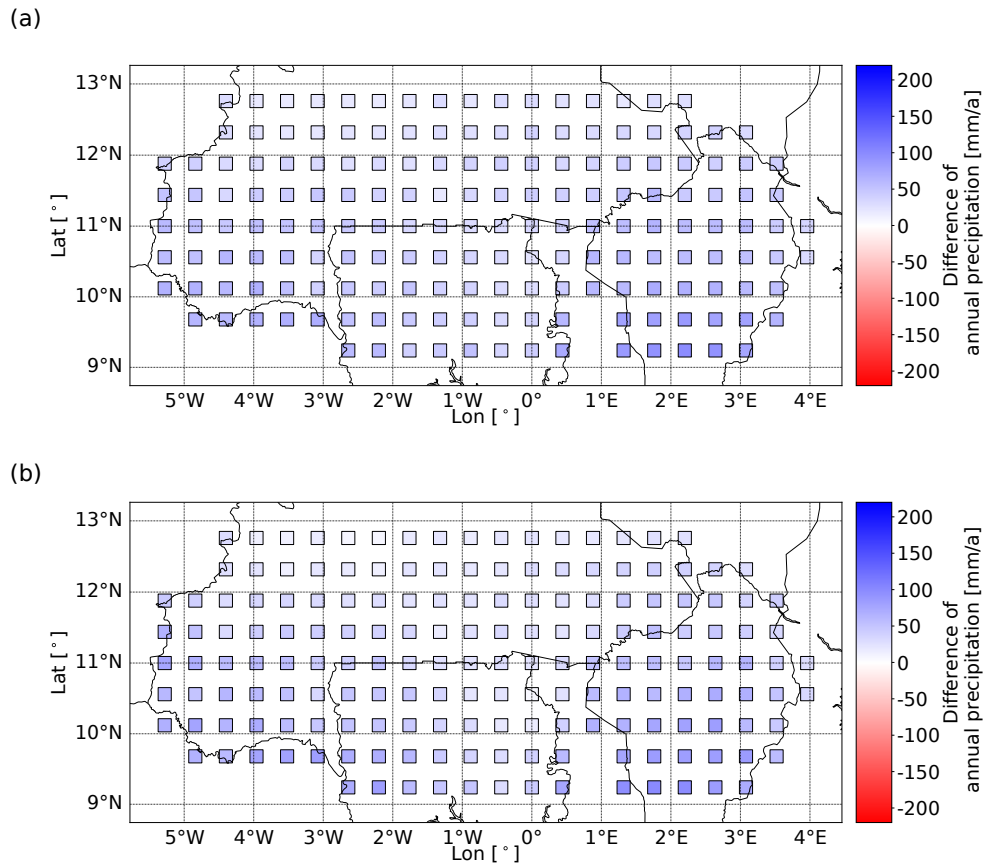 (a)
13°N
12°N
11°N
10°N
9°N
Lat [°]
5°W 4°W 3°W 2°W 1°W 0° 1°E 2°E 3°E 4°E
Lon [°]
200
150
100
50
0
-50
-100
-150
-200
Difference of
annual precipitation [mm/a]
(b)
13°N
12°N
11°N
10°N
9°N
Lat [°]
5°W 4°W 3°W 2°W 1°W 0° 1°E 2°E 3°E 4°E
Lon [°]
200
150
100
50
0
-50
-100
-150
-200
Difference of
annual precipitation [mm/a]